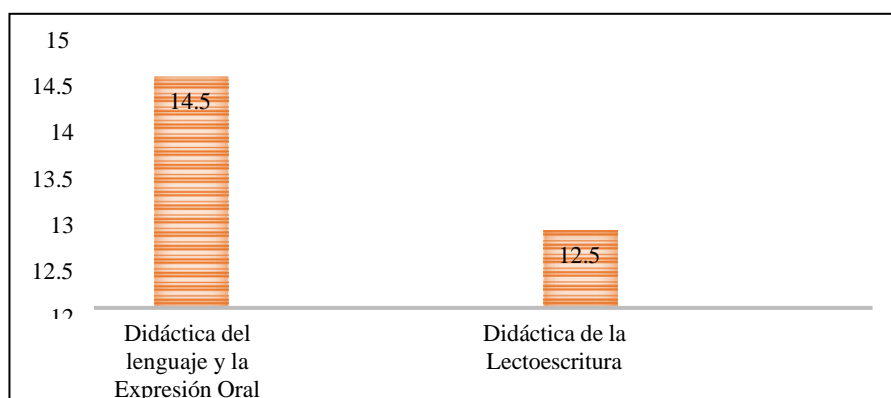 15
14.5
14
13.5
13
12.5
12
14.5
12.5
Didáctica del
lenguaje y la
Expresión Oral
Didáctica de la
Lectoescritura